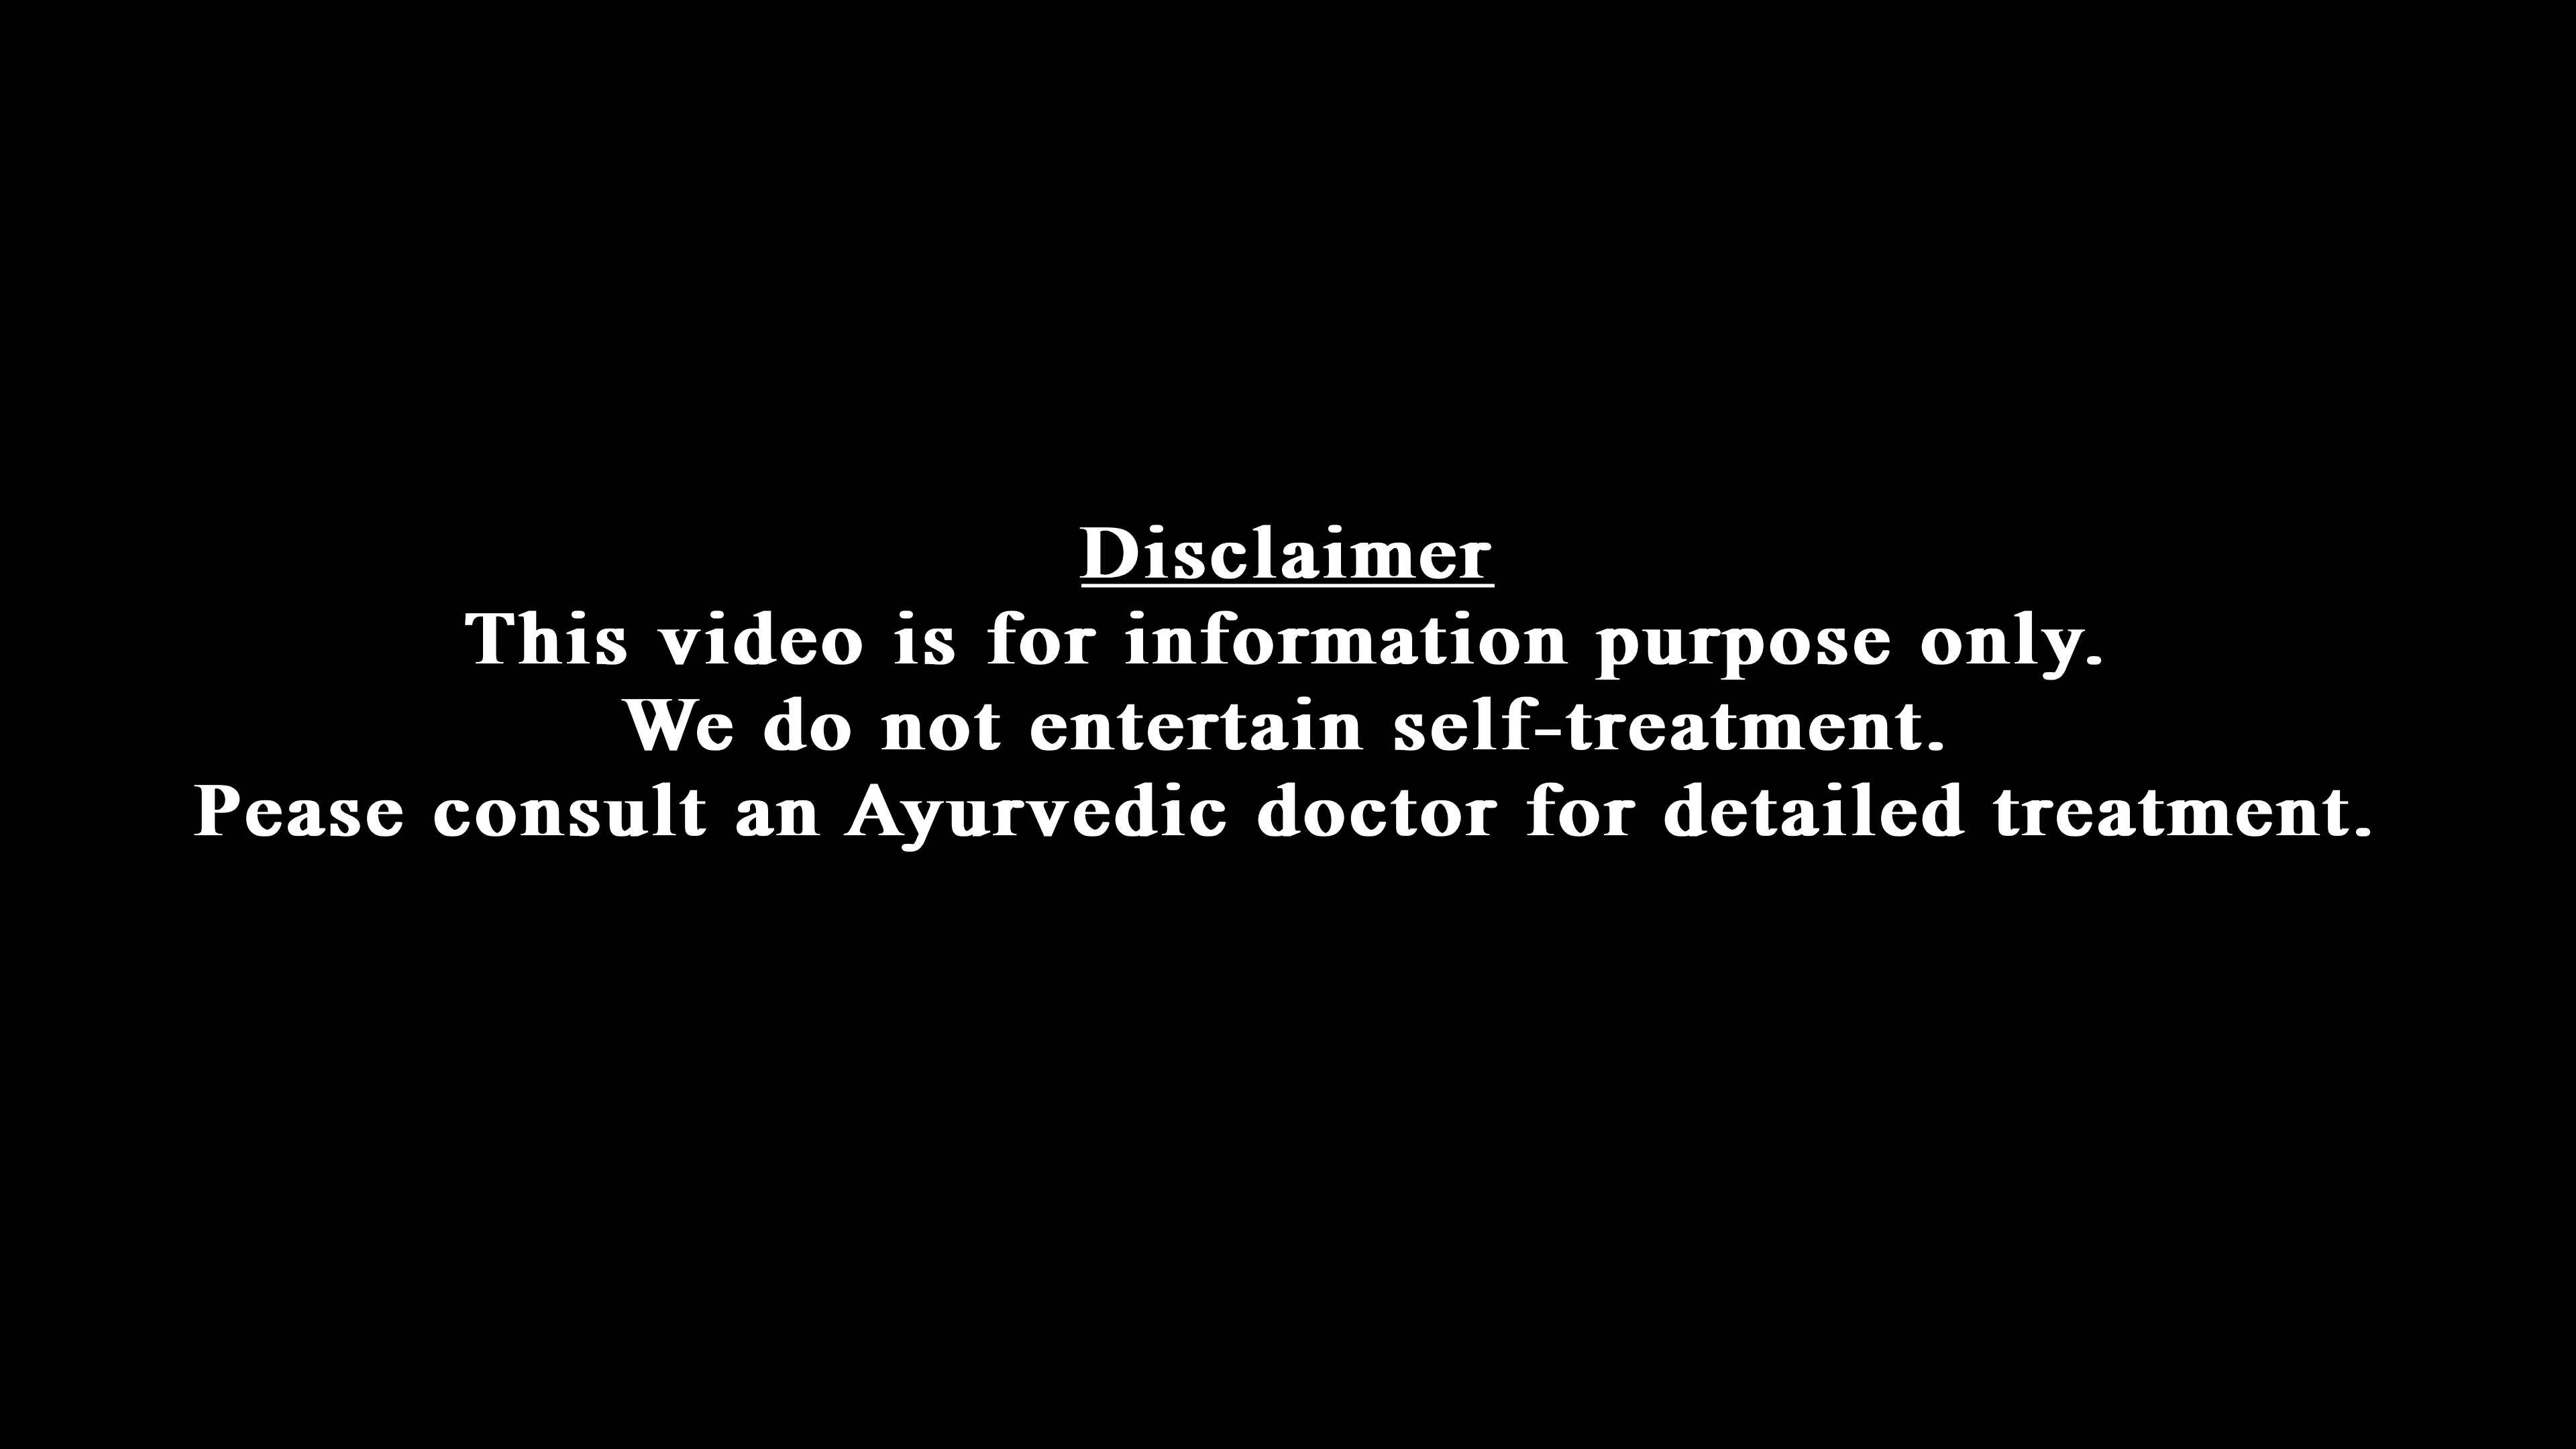 Disclaimer
This video is for information purpose only.
We do not entertain self-treatment.
Pease consult an Ayurvedic doctor for detailed treatment.